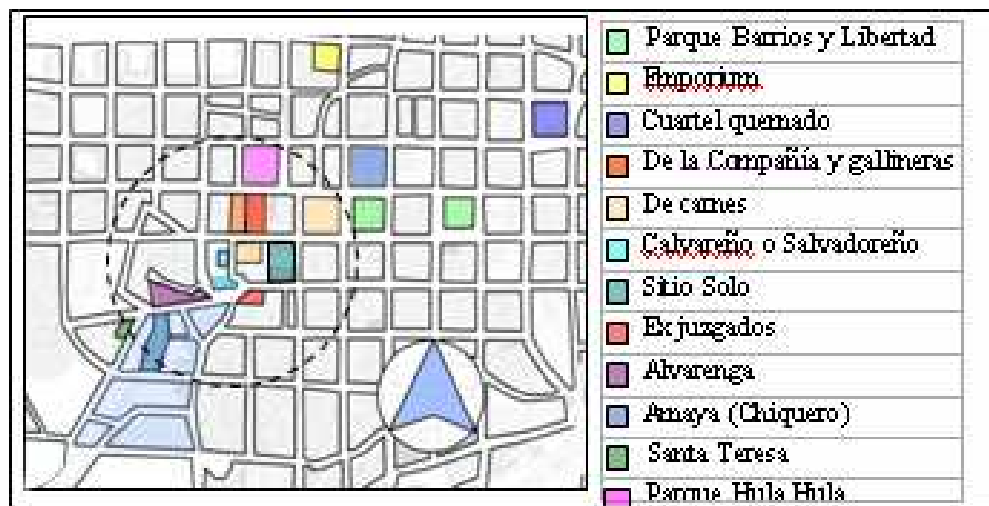 Parque Barrios y Libertad
Emporium
Cuartel quemado
De la Compañía y gallineras
De carnes
Calvareño o Salvadoreño
Sitio Solo
Ex juzgados
Alvarenga
Amaya (Chiquero)
Santa Teresa
Parque Hula Hula